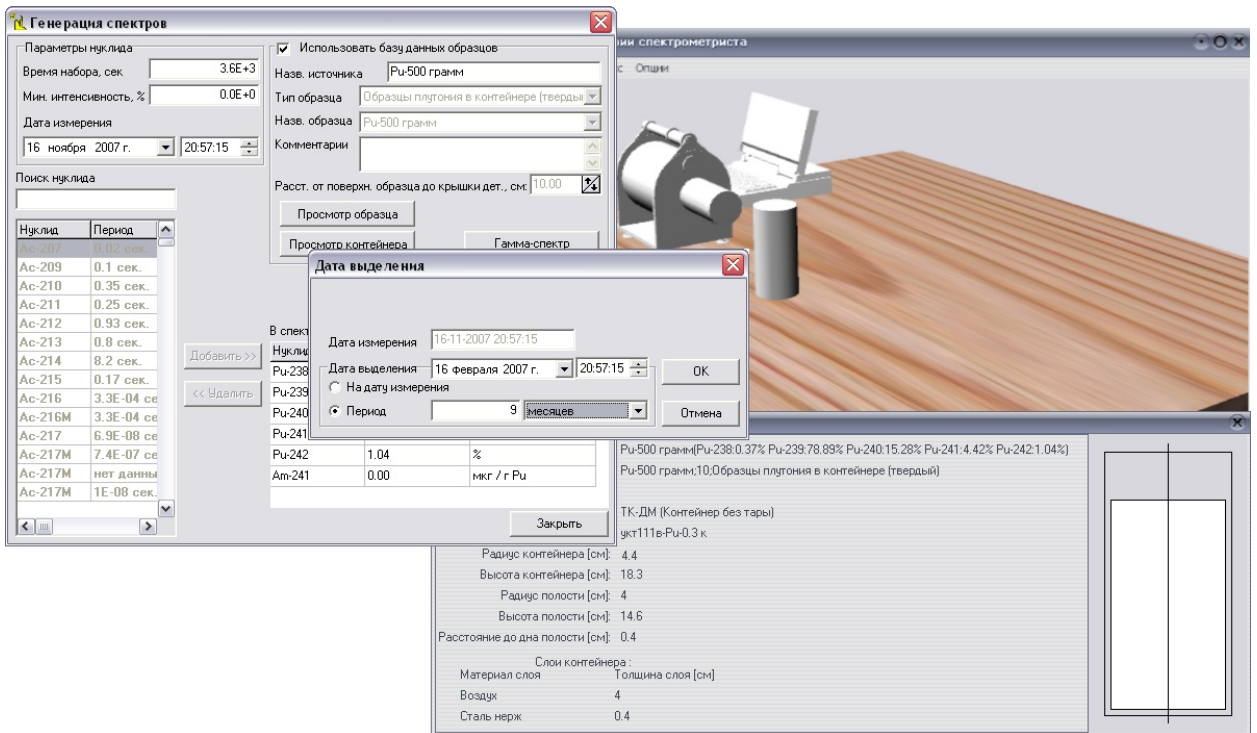 Генерация спектров
Параметры нуклида
Время набора, сек 3.6E+3
Мин. интенсивность, % 0.0E+0
Дата измерения
16 ноября 2007 г. 20:57:15
Поиск нуклида
Нуклид Период
Ac-207 0.02 сек.
Ac-209 0.1 сек.
Ac-210 0.35 сек.
Ac-211 0.25 сек.
Ac-212 0.93 сек.
Ac-213 0.8 сек.
Ac-214 8.2 сек.
Ac-215 0.17 сек.
Ac-216 3.3E-04 се
Ac-216M 3.3E-04 се
Ac-217 6.9E-08 се
Ac-217M 7.4E-07 се
Ac-217M нет данны
Ac-217M 1E-08 сек.
Добавить >>
<< Удалить
Использовать базу данных образцов
Назв. источника Pu-500 грамм
Тип образца Образцы плутония в контейнере (твердый
Назв. образца Pu-500 грамм
Комментарии
Расст. от поверхн. образца до крышки дет., см: 10.00
Просмотр образца
Просмотр контейнера Гамма-спектр
В спект
Нуклид
Pu-238
Pu-239
Pu-240
Pu-241
Pu-242 1.04 %
Am-241 0.00 мкг / г Pu
Закрыть
Дата выделения
Дата измерения 16-11-2007 20:57:15
Дата выделения 16 февраля 2007 г. 20:57:15
На дату измерения
Период 9 месяцев
OK
Отмена
рии спектрометриста
с Опции
Pu-500 грамм(Pu-238:0.37% Pu-239:78.89% Pu-240:15.28% Pu-241:4.42% Pu-242:1.04%)
Pu-500 грамм;10;Образцы плутония в контейнере (твердый)
ТК-ДМ (Контейнер без тары)
укт111в-Pu-0.3 к
Радиус контейнера [см]: 4.4
Высота контейнера [см]: 18.3
Радиус полости [см]: 4
Высота полости [см]: 14.6
Расстояние до дна полости [см]: 0.4
Слои контейнера :
Материал слоя Толщина слоя [см]
Воздух 4
Сталь нерж 0.4